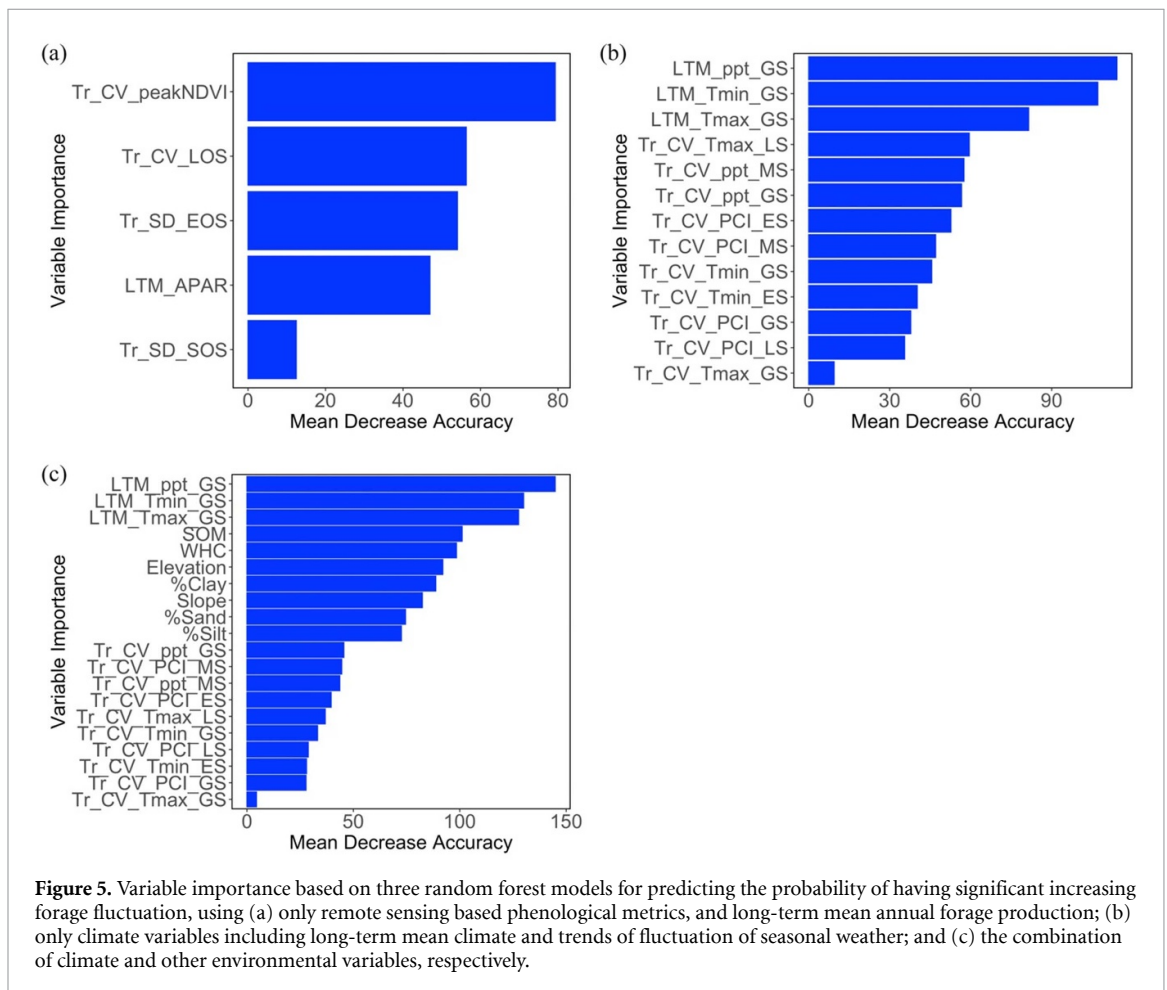 (a)
Variable Importance
Tr_CV_peakNDVI
Tr_CV_LOS
Tr_SD_EOS
LTM_APAR
Tr_SD_SOS
0 20 40 60 80
Mean Decrease Accuracy
(b)
Variable Importance
LTM_ppt_GS
LTM_Tmin_GS
LTM_Tmax_GS
Tr_CV_Tmax_LS
Tr_CV_ppt_MS
Tr_CV_ppt_GS
Tr_CV_PCI_ES
Tr_CV_PCI_MS
Tr_CV_Tmin_GS
Tr_CV_Tmin_ES
Tr_CV_PCI_GS
Tr_CV_PCI_LS
Tr_CV_Tmax_GS
0 30 60 90
Mean Decrease Accuracy
(c)
Variable Importance
LTM_ppt_GS
LTM_Tmin_GS
LTM_Tmax_GS
SOM
WHC
Elevation
%Clay
Slope
%Sand
%Silt
Tr_CV_ppt_GS
Tr_CV_PCI_MS
Tr_CV_ppt_MS
Tr_CV_PCI_ES
Tr_CV_Tmax_LS
Tr_CV_Tmin_GS
Tr_CV_PCI_LS
Tr_CV_Tmin_ES
Tr_CV_PCI_GS
Tr_CV_Tmax_GS
0 50 100 150
Mean Decrease Accuracy
Figure 5. Variable importance based on three random forest models for predicting the probability of having significant increasing
forage fluctuation, using (a) only remote sensing based phenological metrics, and long-term mean annual forage production; (b)
only climate variables including long-term mean climate and trends of fluctuation of seasonal weather; and (c) the combination
of climate and other environmental variables, respectively.